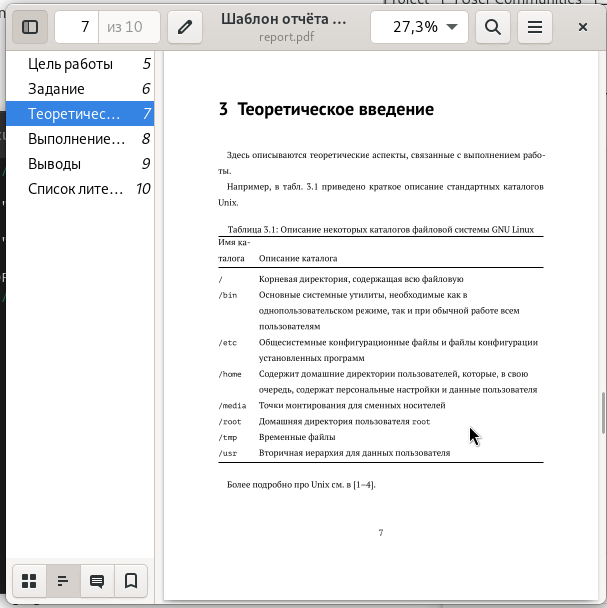 7 из 10
Шаблон отчёта …
report.pdf
27,3%
Цель работы 5
Задание 6
Теоретичес… 7
Выполнение… 8
Выводы 9
Список лите… 10
3 Теоретическое введение
Здесь описываются теоретические аспекты, связанные с выполнением рабо-
ты.
Например, в табл. 3.1 приведено краткое описание стандартных каталогов
Unix.
Таблица 3.1: Описание некоторых каталогов файловой системы GNU Linux
Имя ка-
талога Описание каталога
/ Корневая директория, содержащая всю файловую
/bin Основные системные утилиты, необходимые как в
однопользовательском режиме, так и при обычной работе всем
пользователям
/etc Общесистемные конфигурационные файлы и файлы конфигурации
установленных программ
/home Содержит домашние директории пользователей, которые, в свою
очередь, содержат персональные настройки и данные пользователя
/media Точки монтирования для сменных носителей
/root Домашняя директория пользователя root
/tmp Временные файлы
/usr Вторичная иерархия для данных пользователя
Более подробно про Unix см. в [1–4].
7